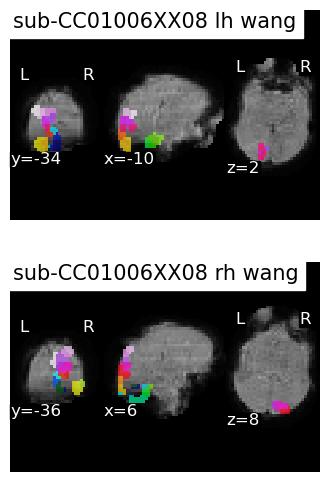 sub-CC01006XX08 lh wang
L R L R
y=-34 x=-10 z=2
sub-CC01006XX08 rh wang
L R L R
y=-36 x=6 z=8